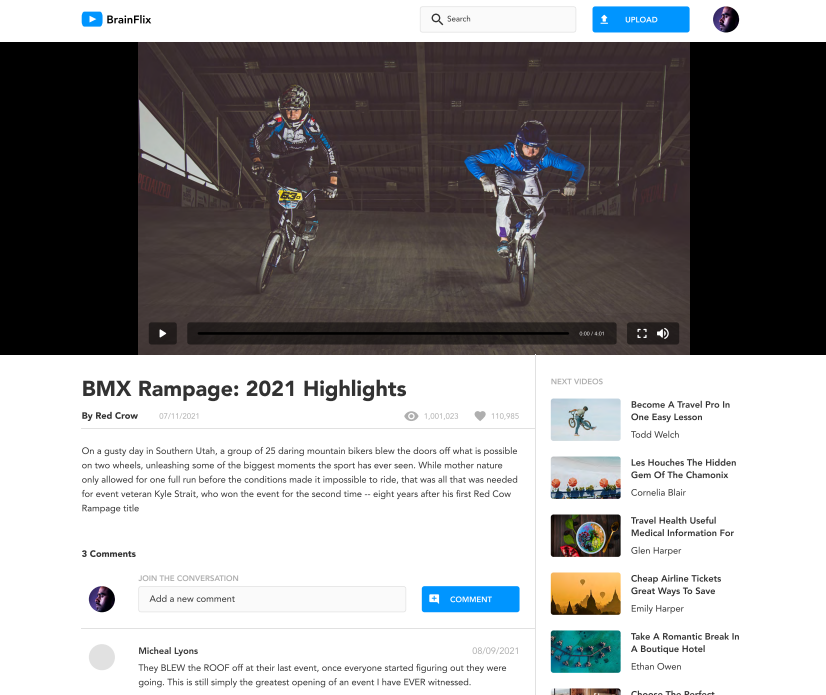 BrainFlix
Search
UPLOAD
0:00 / 4:01
BMX Rampage: 2021 Highlights
By Red Crow
07/11/2021
1,001,023
110,985
On a gusty day in Southern Utah, a group of 25 daring mountain bikers blew the doors off what is possible
on two wheels, unleashing some of the biggest moments the sport has ever seen. While mother nature
only allowed for one full run before the conditions made it impossible to ride, that was all that was needed
for event veteran Kyle Strait, who won the event for the second time -- eight years after his first Red Cow
Rampage title
3 Comments
JOIN THE CONVERSATION
Add a new comment
COMMENT
Micheal Lyons
08/09/2021
They BLEW the ROOF off at their last event, once everyone started figuring out they were
going. This is still simply the greatest opening of an event I have EVER witnessed.
NEXT VIDEOS
Become A Travel Pro In
One Easy Lesson
Todd Welch
Les Houches The Hidden
Gem Of The Chamonix
Cornelia Blair
Travel Health Useful
Medical Information For
Glen Harper
Cheap Airline Tickets
Great Ways To Save
Emily Harper
Take A Romantic Break In
A Boutique Hotel
Ethan Owen
Choose The Perfect